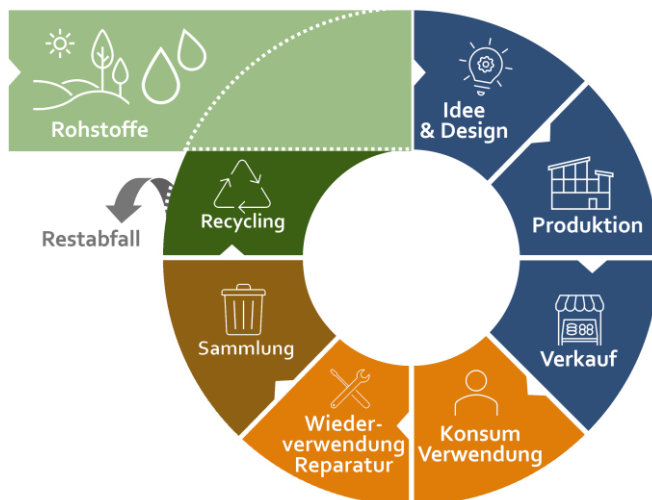 Rohstoffe
Idee
& Design
Produktion
Verkauf
Konsum
Verwendung
Wieder-
verwendung
Reparatur
Sammlung
Recycling
Restabfall